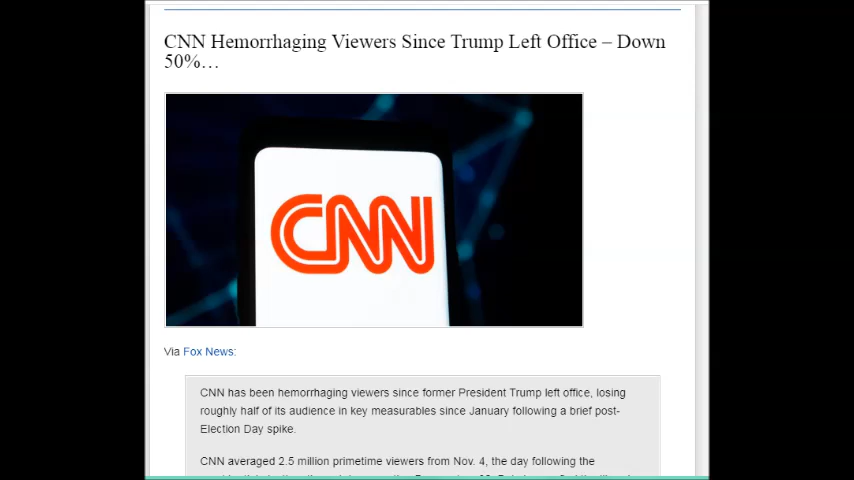 CNN Hemorrhaging Viewers Since Trump Left Office – Down
50%…
CNN
Via Fox News:
CNN has been hemorrhaging viewers since former President Trump left office, losing
roughly half of its audience in key measurables since January following a brief post-
Election Day spike.
CNN averaged 2.5 million primetime viewers from Nov. 4, the day following the